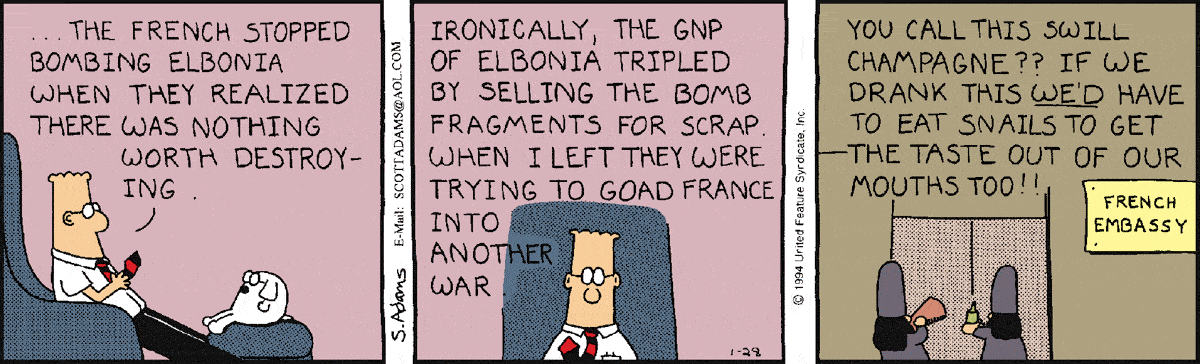 ...THE FRENCH STOPPED
BOMBING ELBONIA
WHEN THEY REALIZED
THERE WAS NOTHING
WORTH DESTROY-
ING.
S.Adams
E-Mail: SCOTTADAMS@AOL.COM
IRONICALLY, THE GNP
OF ELBONIA TRIPLED
BY SELLING THE BOMB
FRAGMENTS FOR SCRAP.
WHEN I LEFT THEY WERE
TRYING TO GOAD FRANCE
INTO
ANOTHER
WAR.
1-28
© 1994 United Feature Syndicate, Inc.
YOU CALL THIS SWILL
CHAMPAGNE?? IF WE
DRANK THIS WE'D HAVE
TO EAT SNAILS TO GET
THE TASTE OUT OF OUR
MOUTHS TOO!!
FRENCH
EMBASSY